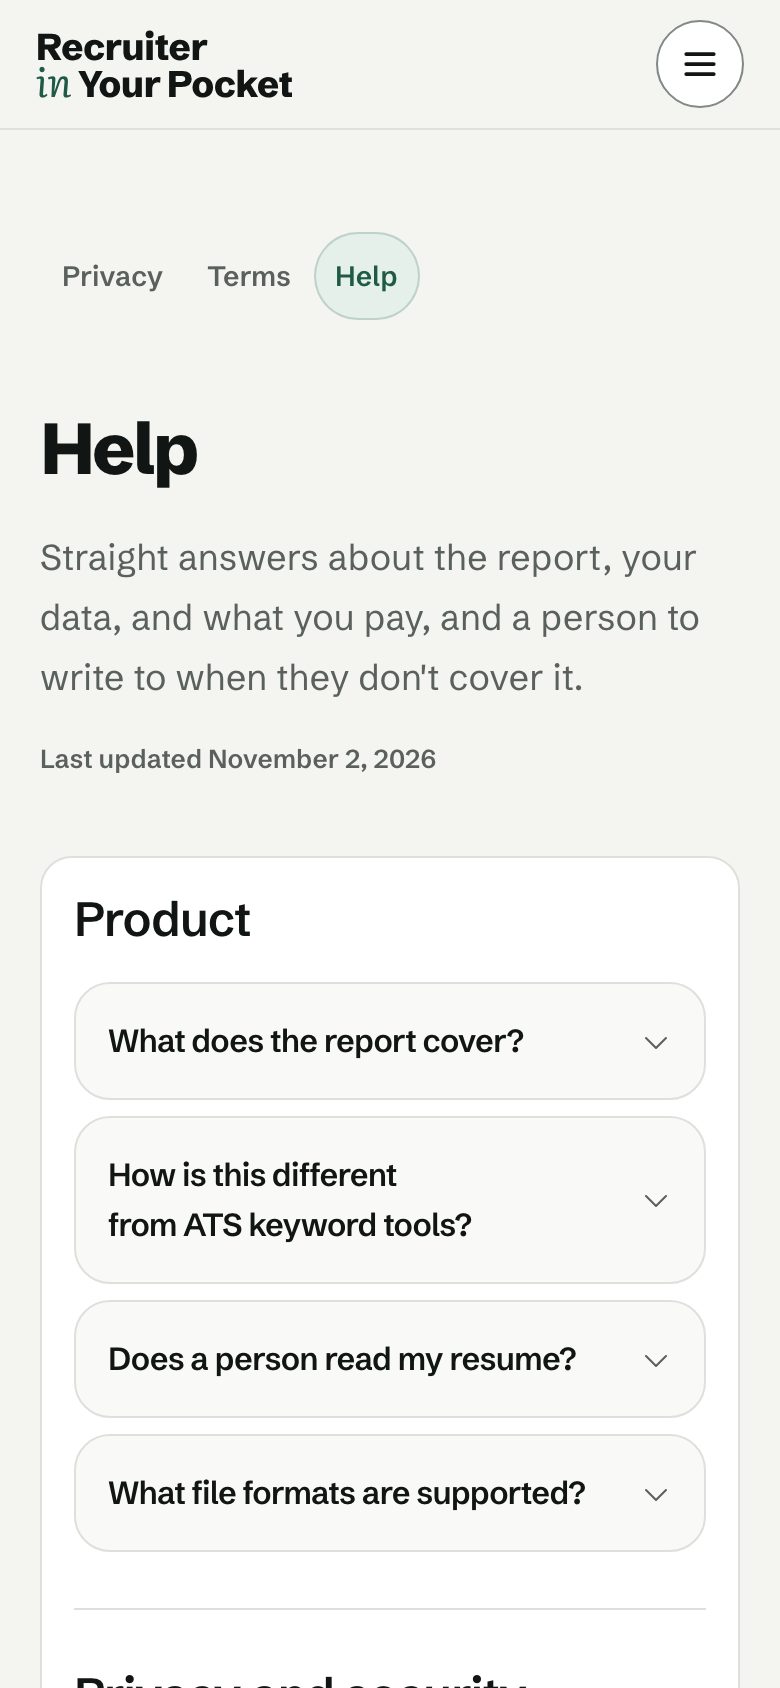 Recruiter
in Your Pocket
Privacy Terms Help
Help
Straight answers about the report, your
data, and what you pay, and a person to
write to when they don't cover it.
Last updated November 2, 2026
Product
What does the report cover?
How is this different
from ATS keyword tools?
Does a person read my resume?
What file formats are supported?
Privacy and security